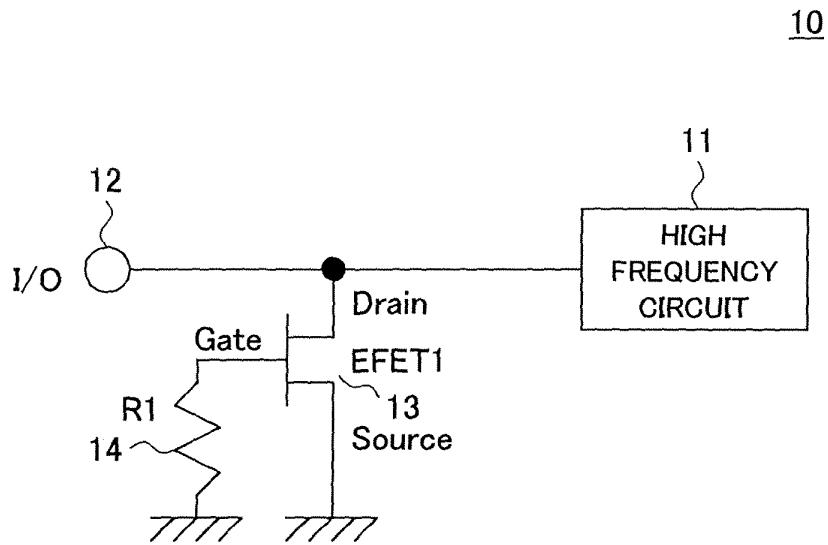 10
11
12
HIGH
FREQUENCY
CIRCUIT
I/O
Drain
Gate
EFET1
13
R1
14
Source